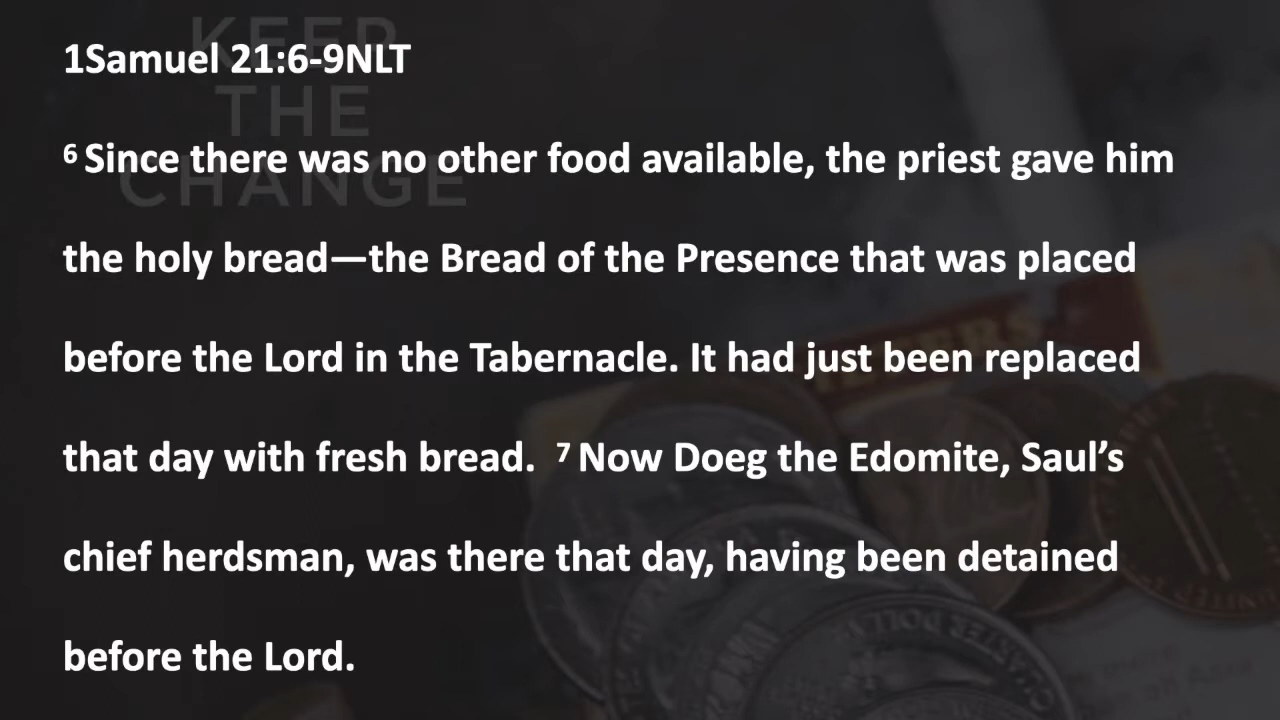 KEEP
THE
CHANGE
1Samuel 21:6-9NLT
6 Since there was no other food available, the priest gave him
the holy bread—the Bread of the Presence that was placed
before the Lord in the Tabernacle. It had just been replaced
that day with fresh bread. 7 Now Doeg the Edomite, Saul’s
chief herdsman, was there that day, having been detained
before the Lord.
QUARTER DOLL